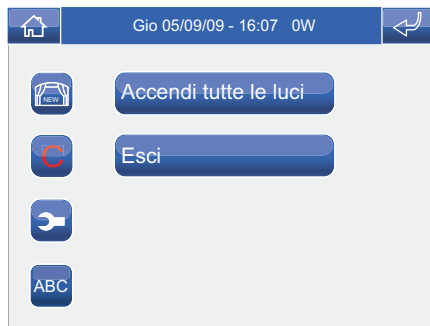 Gio 05/09/09 - 16:07 0W
NEW
Accendi tutte le luci
C
Esci
ABC